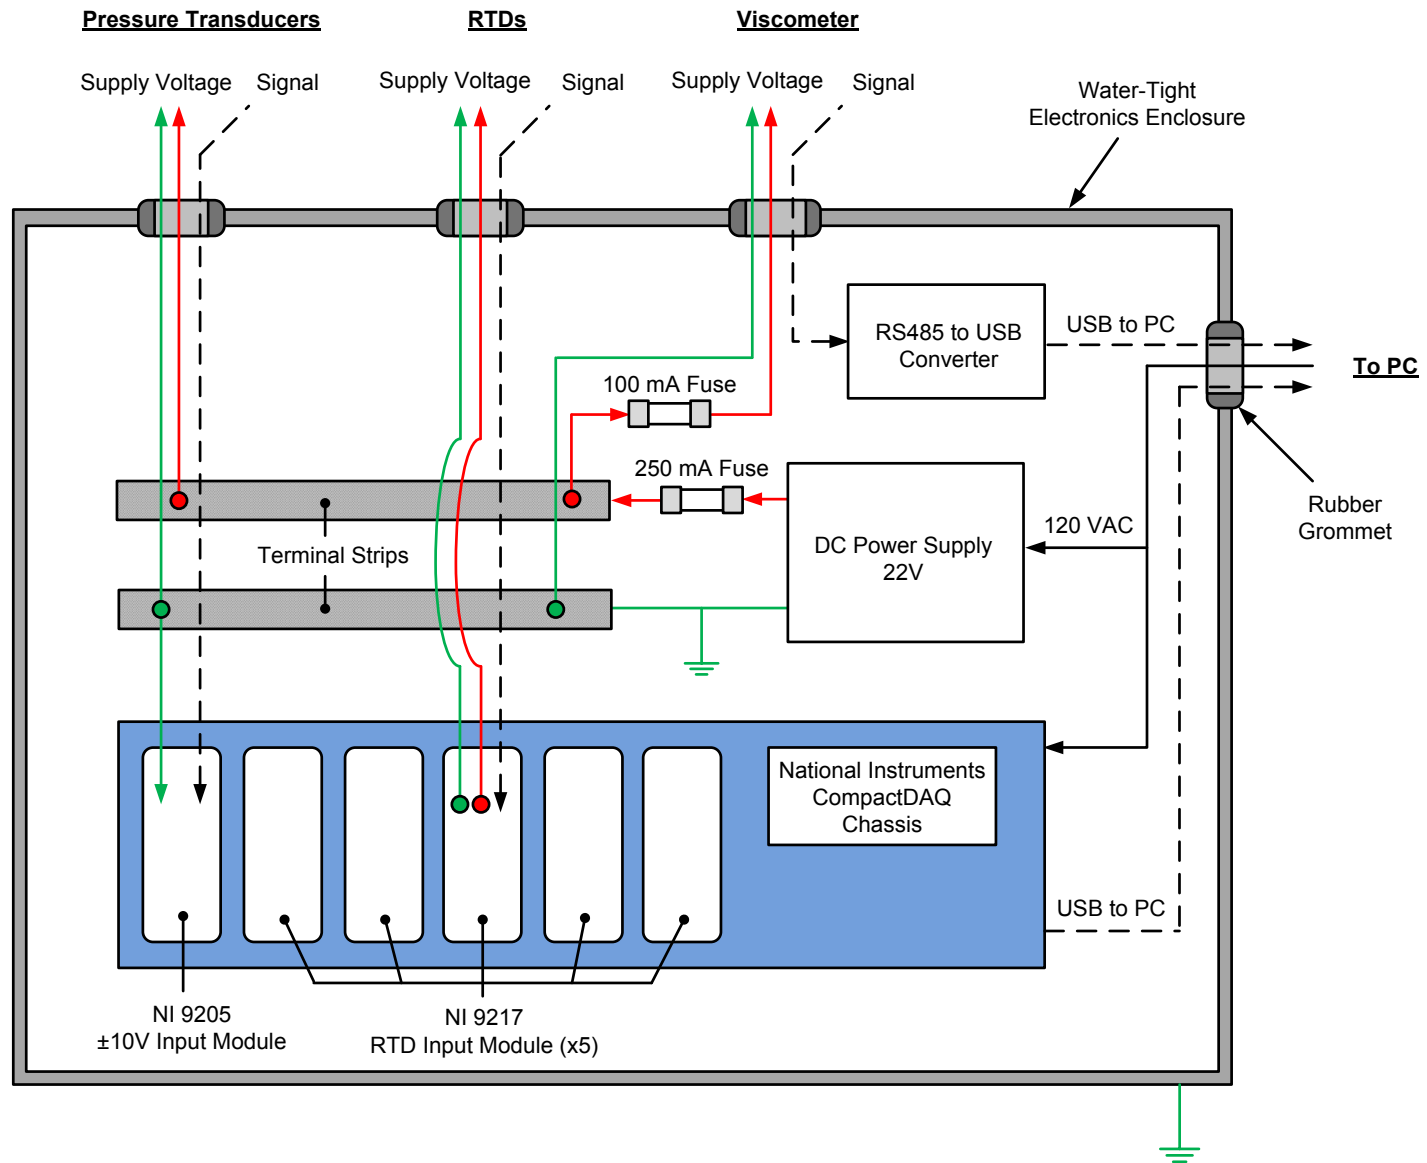 Pressure Transducers
RTDs
Viscometer
Supply Voltage
Signal
Supply Voltage
Signal
Supply Voltage
Signal
Water-Tight
Electronics Enclosure
RS485 to USB
Converter
USB to PC
To PC
100 mA Fuse
250 mA Fuse
DC Power Supply
22V
120 VAC
Rubber
Grommet
Terminal Strips
National Instruments
CompactDAQ
Chassis
USB to PC
NI 9205
±10V Input Module
NI 9217
RTD Input Module (x5)